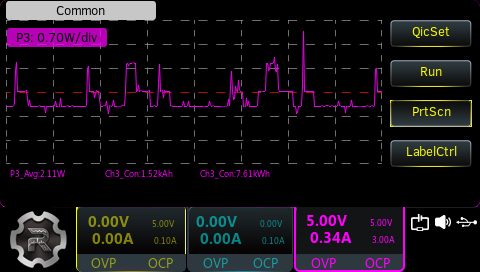 Common
P3: 0.70W/div
P3_Avg:2.11W Ch3_Con:1.52kAh Ch3_Con:7.61kWh
QicSet
Run
PrtScn
LabelCtrl
0.00V 5.00V
0.00A 0.10A
OVP OCP
0.00V 0.00V
0.00A 0.10A
OVP OCP
5.00V 5.00V
0.34A 3.00A
OVP OCP